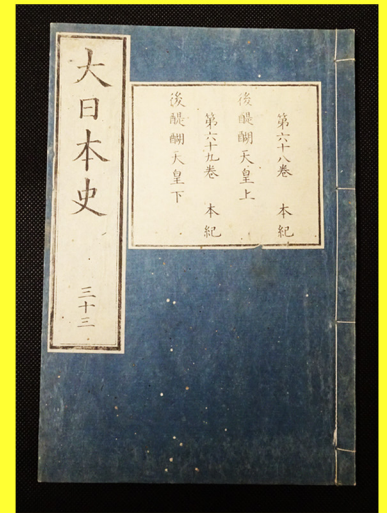 大日本史 三十三
第六十八巻 本紀
後醍醐天皇上
第六十九巻 本紀
後醍醐天皇下